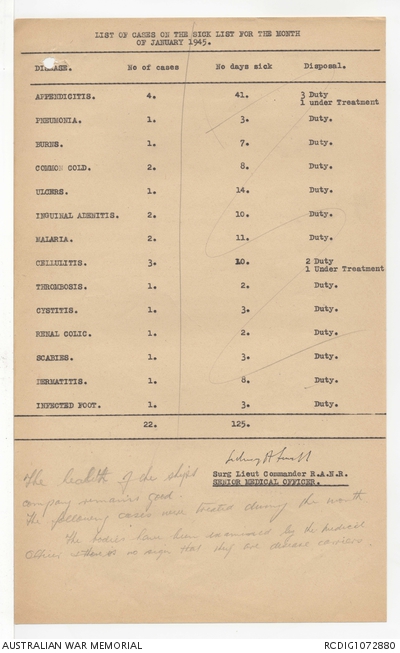 LIST OF CASES ON THE SICK LIST FOR THE MONTH
OF JANUARY 1945.
DISEASE. No of cases No days sick Disposal.
APPENDICITIS. 4. 41. 3 Duty
1 under Treatment
PNEUMONIA. 1. 3. Duty.
BURNS. 1. 7. Duty.
COMMON COLD. 2. 8. Duty.
ULCERS. 1. 14. Duty.
INGUINAL ADENITIS. 2. 10. Duty.
MALARIA. 2. 11. Duty.
CELLULITIS. 3. 10. 2 Duty
1 Under Treatment
THROMBOSIS. 1. 2. Duty.
CYSTITIS. 1. 3. Duty.
RENAL COLIC. 1. 2. Duty.
SCABIES. 1. 3. Duty.
DERMATITIS. 1. 8. Duty.
INFECTED FOOT. 1. 3. Duty.
22. 125.
Surg Lieut Commander R.A.N.R.
SENIOR MEDICAL OFFICER.
The health of the ships
company remains good.
The following cases were treated during the month
The bodies have been examined by the medical
Officer & there is no sign that they are disease carriers.
AUSTRALIAN WAR MEMORIAL RCDIG1072880